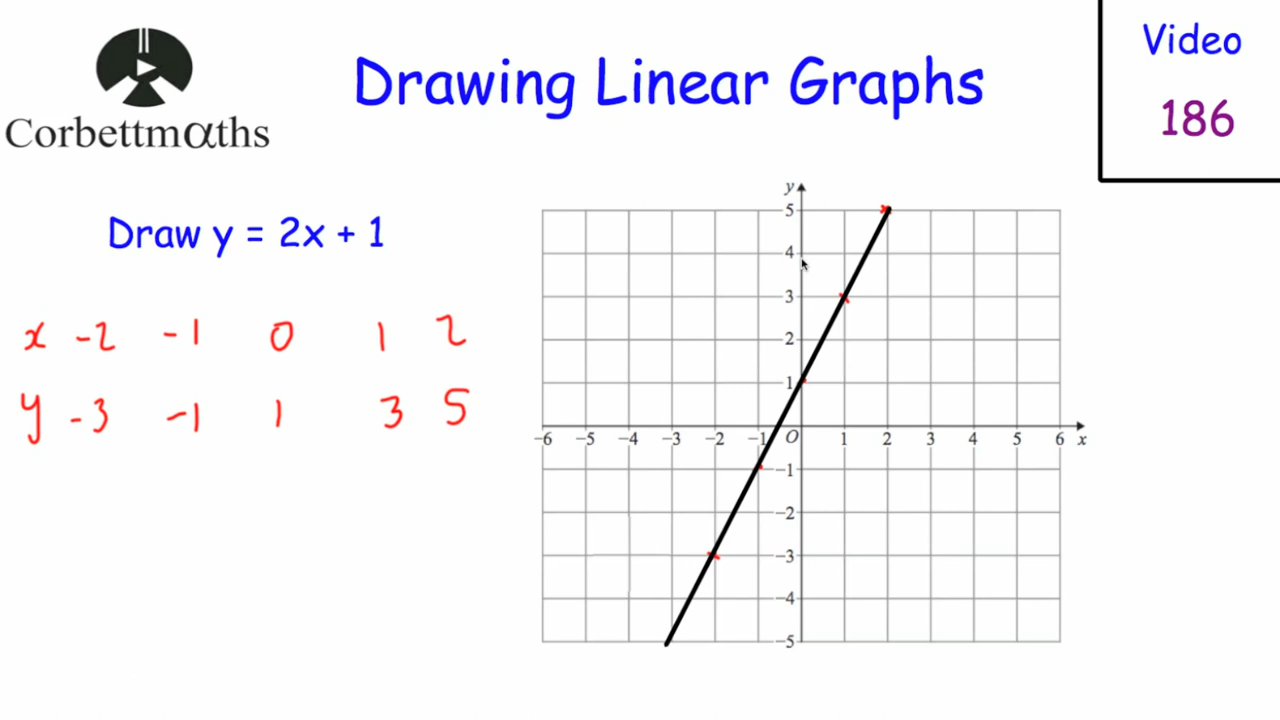 Corbettmαths
Drawing Linear Graphs
Video
186
Draw y = 2x + 1
x -2 -1 0 1 2
y -3 -1 1 3 5
y
5
4
3
2
1
−6 −5 −4 −3 −2 −1 O 1 2 3 4 5 6 x
−1
−2
−3
−4
−5